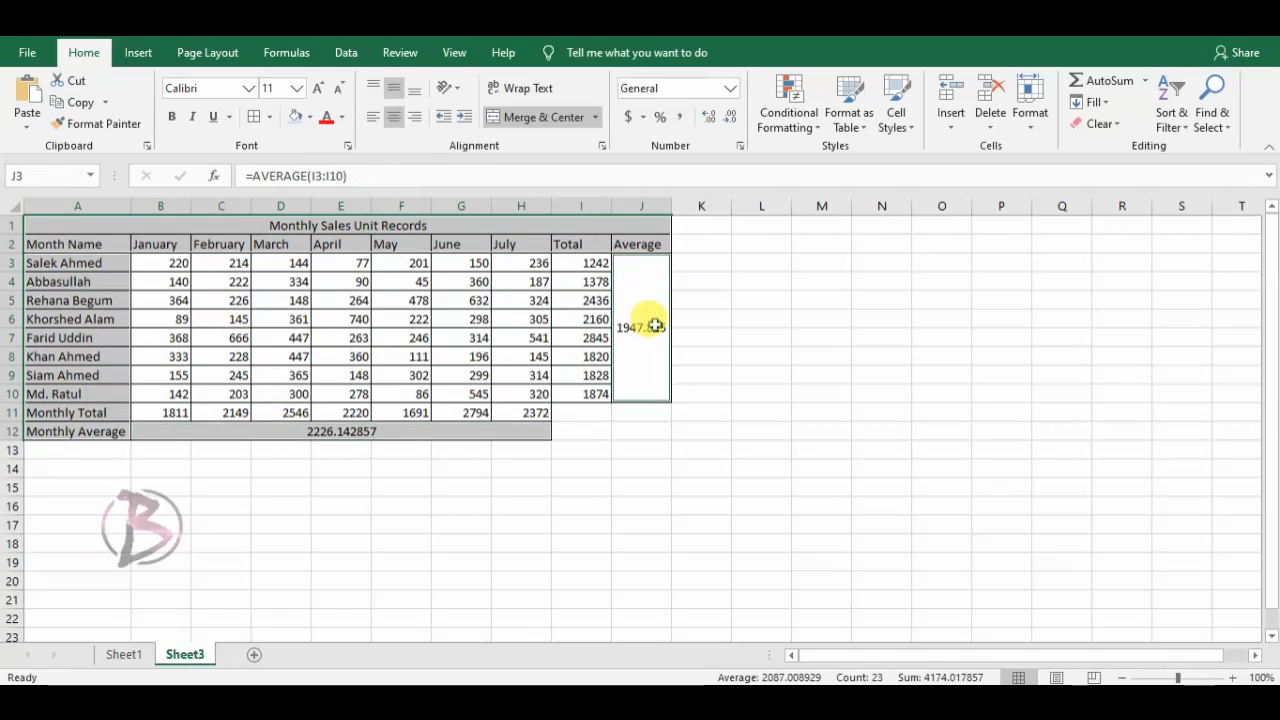 File Home Insert Page Layout Formulas Data Review View Help Tell me what you want to do Share
Paste Cut Copy Format Painter Clipboard
Calibri 11 A A B I U A Font
Wrap Text Merge & Center Alignment
General $ % , Number
Conditional Formatting Format as Table Cell Styles Styles
Insert Delete Format Cells
AutoSum Fill Clear Sort & Filter Find & Select Editing
J3 fx =AVERAGE(I3:I10)
A B C D E F G H I J K L M N O P Q R S T
1 Monthly Sales Unit Records
2 Month Name January February March April May June July Total Average
3 Salek Ahmed 220 214 144 77 201 150 236 1242
4 Abbasullah 140 222 334 90 45 360 187 1378
5 Rehana Begum 364 226 148 264 478 632 324 2436
6 Khorshed Alam 89 145 361 740 222 298 305 2160
7 Farid Uddin 368 666 447 263 246 314 541 2845
8 Khan Ahmed 333 228 447 360 111 196 145 1820
9 Siam Ahmed 155 245 365 148 302 299 314 1828
10 Md. Ratul 142 203 300 278 86 545 320 1874
11 Monthly Total 1811 2149 2546 2220 1691 2794 2372
12 Monthly Average 2226.142857
13
14
15
16
17
18
19
20
21
22
23
B
Sheet1 Sheet3
Ready Average: 2087.008929 Count: 23 Sum: 4174.017857 100%